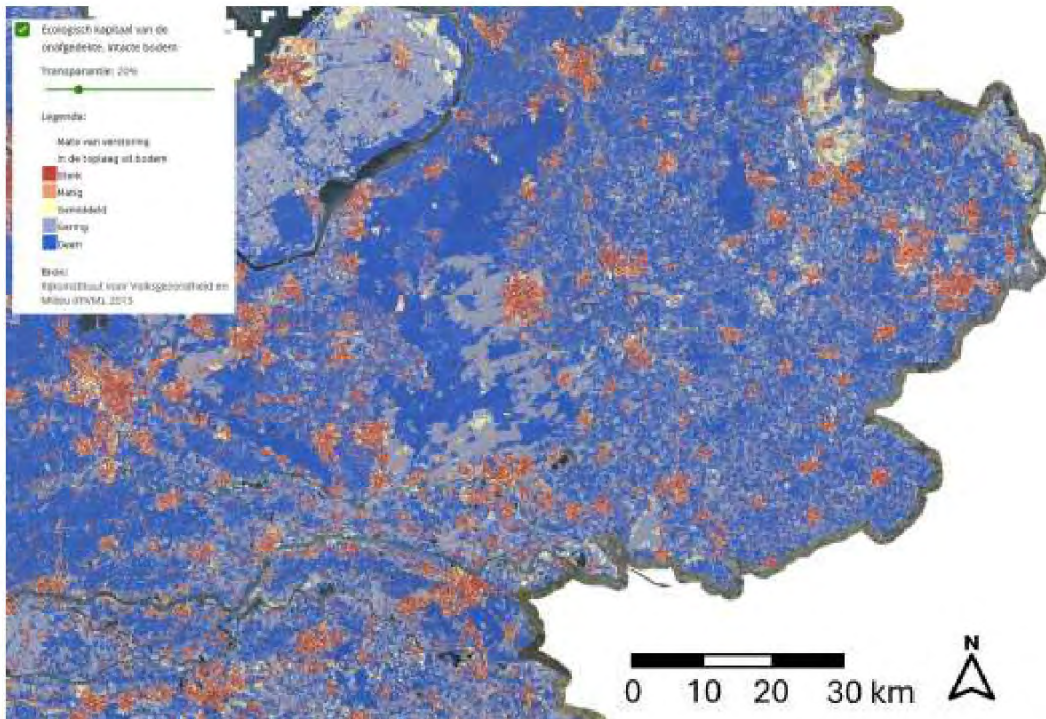 Ecologisch kapitaal van de
onafgedekte, intacte bodem
Transparantie: 20%
Legenda:
Mate van verstoring
in de toplaag vd bodem
Sterk
Matig
Gemiddeld
Gering
Geen
Bron:
Rijksinstituut voor Volksgezondheid en
Milieu (RIVM), 2015
N
0 10 20 30 km